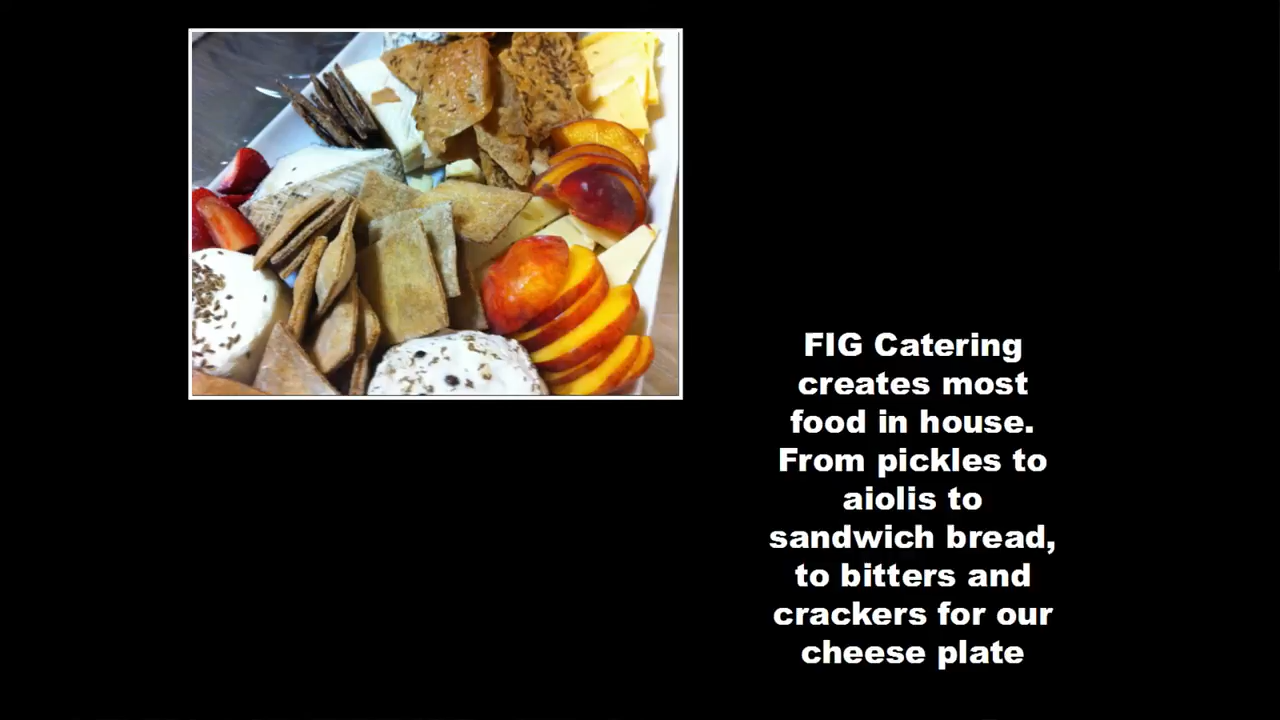 FIG Catering
creates most
food in house.
From pickles to
aiolis to
sandwich bread,
to bitters and
crackers for our
cheese plate